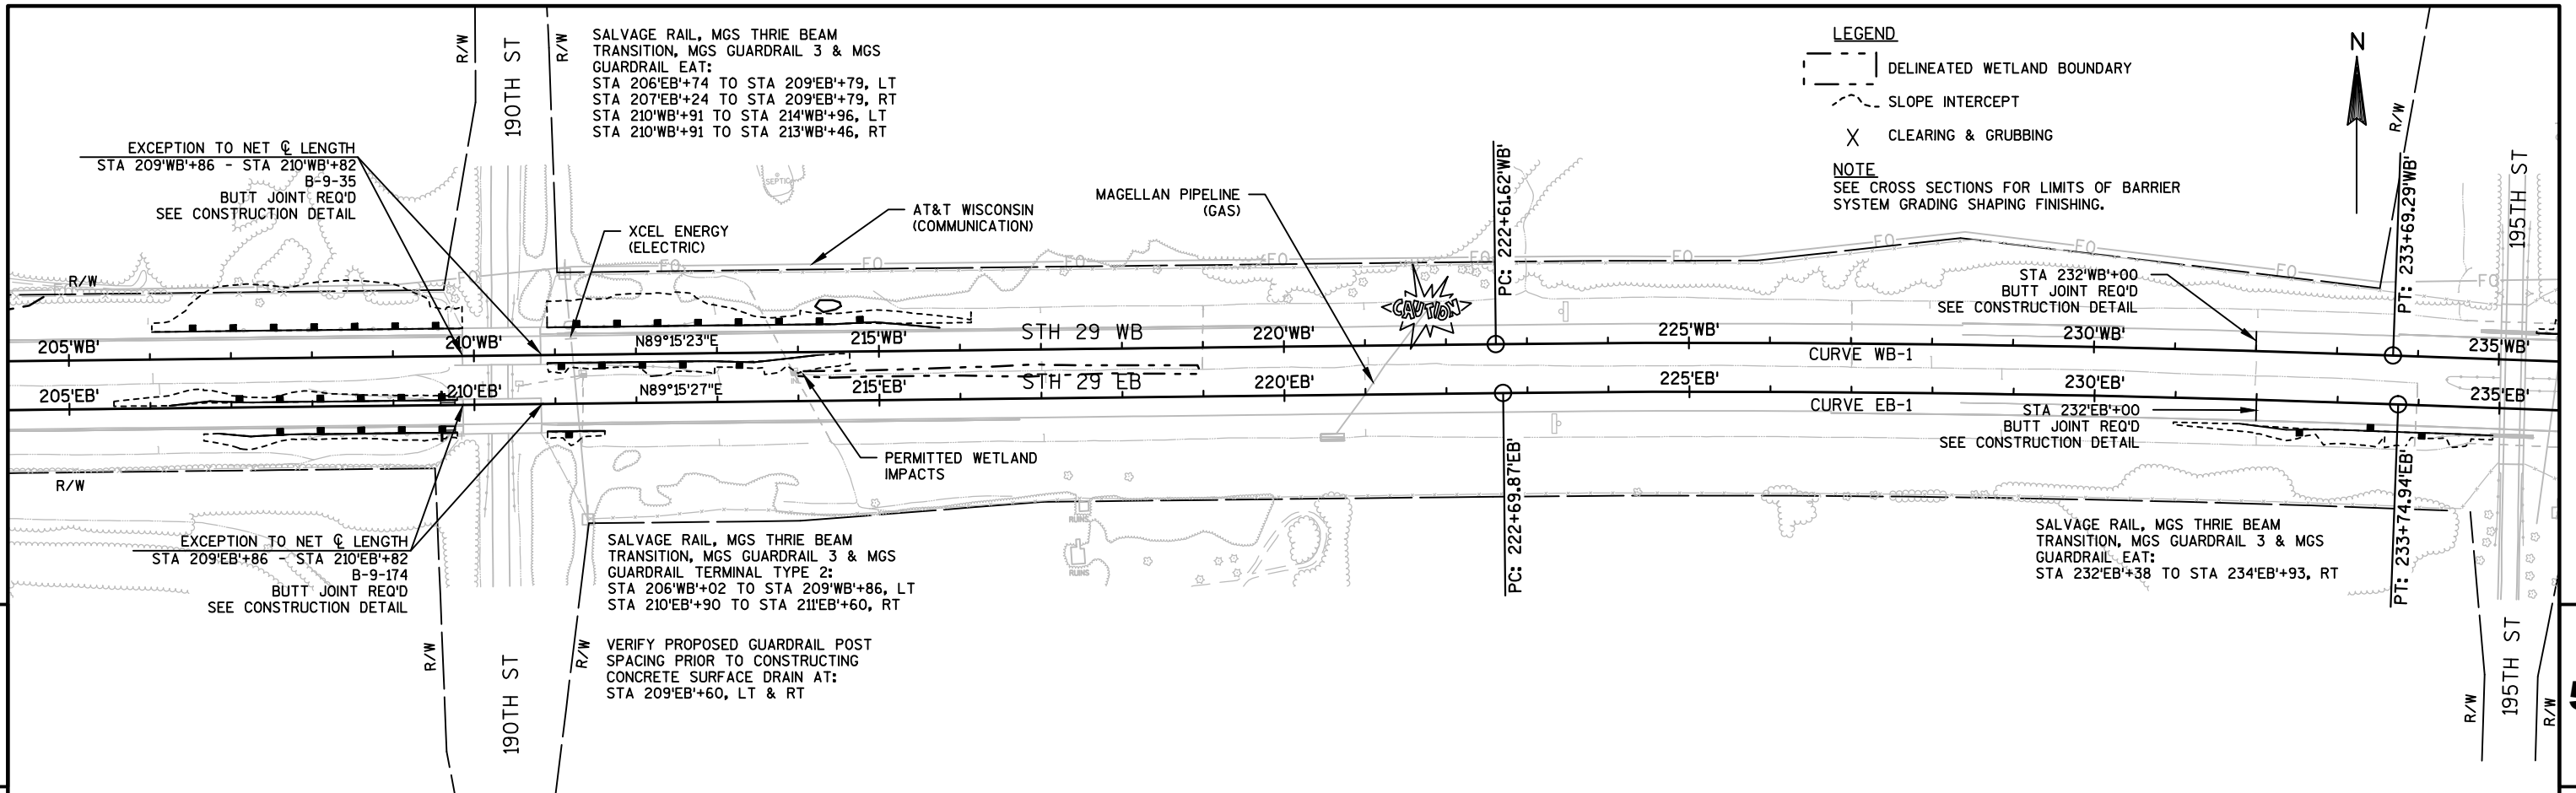 SALVAGE RAIL, MGS THRIE BEAM
TRANSITION, MGS GUARDRAIL 3 & MGS
GUARDRAIL EAT:
STA 206'EB'+74 TO STA 209'EB'+79, LT
STA 207'EB'+24 TO STA 209'EB'+79, RT
STA 210'WB'+91 TO STA 214'WB'+96, LT
STA 210'WB'+91 TO STA 213'WB'+46, RT
R/W
190TH ST
R/W
LEGEND
DELINEATED WETLAND BOUNDARY
SLOPE INTERCEPT
X CLEARING & GRUBBING
NOTE
SEE CROSS SECTIONS FOR LIMITS OF BARRIER
SYSTEM GRADING SHAPING FINISHING.
N
R/W
195TH ST
EXCEPTION TO NET ℄ LENGTH
STA 209'WB'+86 - STA 210'WB'+82
B-9-35
BUTT JOINT REQ'D
SEE CONSTRUCTION DETAIL
SEPTIC
XCEL ENERGY
(ELECTRIC)
AT&T WISCONSIN
(COMMUNICATION)
MAGELLAN PIPELINE
(GAS)
PC: 222+61.62'WB'
PT: 233+69.29'WB'
FO
FO
FO
FO
FO
FO
FO
FO
FO
FO
FO
R/W
CAUTION
STA 232'WB'+00
BUTT JOINT REQ'D
SEE CONSTRUCTION DETAIL
205'WB'
210'WB'
N89°15'23"E
215'WB'
STH 29 WB
220'WB'
225'WB'
CURVE WB-1
230'WB'
235'WB'
205'EB'
210'EB'
N89°15'27"E
INL
215'EB'
STH 29 EB
220'EB'
225'EB'
CURVE EB-1
230'EB'
235'EB'
STA 232'EB'+00
BUTT JOINT REQ'D
SEE CONSTRUCTION DETAIL
PERMITTED WETLAND
IMPACTS
R/W
PC: 222+69.87'EB'
PT: 233+74.94'EB'
RUINS
RUINS
EXCEPTION TO NET ℄ LENGTH
STA 209'EB'+86 - STA 210'EB'+82
B-9-174
BUTT JOINT REQ'D
SEE CONSTRUCTION DETAIL
SALVAGE RAIL, MGS THRIE BEAM
TRANSITION, MGS GUARDRAIL 3 & MGS
GUARDRAIL TERMINAL TYPE 2:
STA 206'WB'+02 TO STA 209'WB'+86, LT
STA 210'EB'+90 TO STA 211'EB'+60, RT
SALVAGE RAIL, MGS THRIE BEAM
TRANSITION, MGS GUARDRAIL 3 & MGS
GUARDRAIL EAT:
STA 232'EB'+38 TO STA 234'EB'+93, RT
VERIFY PROPOSED GUARDRAIL POST
SPACING PRIOR TO CONSTRUCTING
CONCRETE SURFACE DRAIN AT:
STA 209'EB'+60, LT & RT
R/W
190TH ST
R/W
R/W
195TH ST
R/W